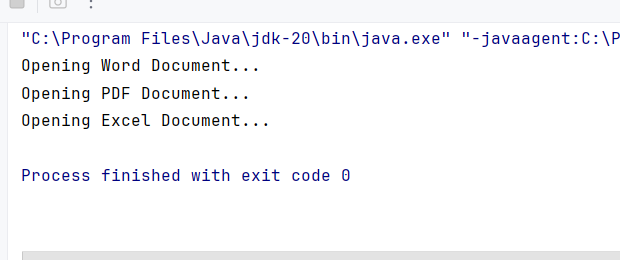 "C:\Program Files\Java\jdk-20\bin\java.exe" "-javaagent:C:\P
Opening Word Document...
Opening PDF Document...
Opening Excel Document...
Process finished with exit code 0